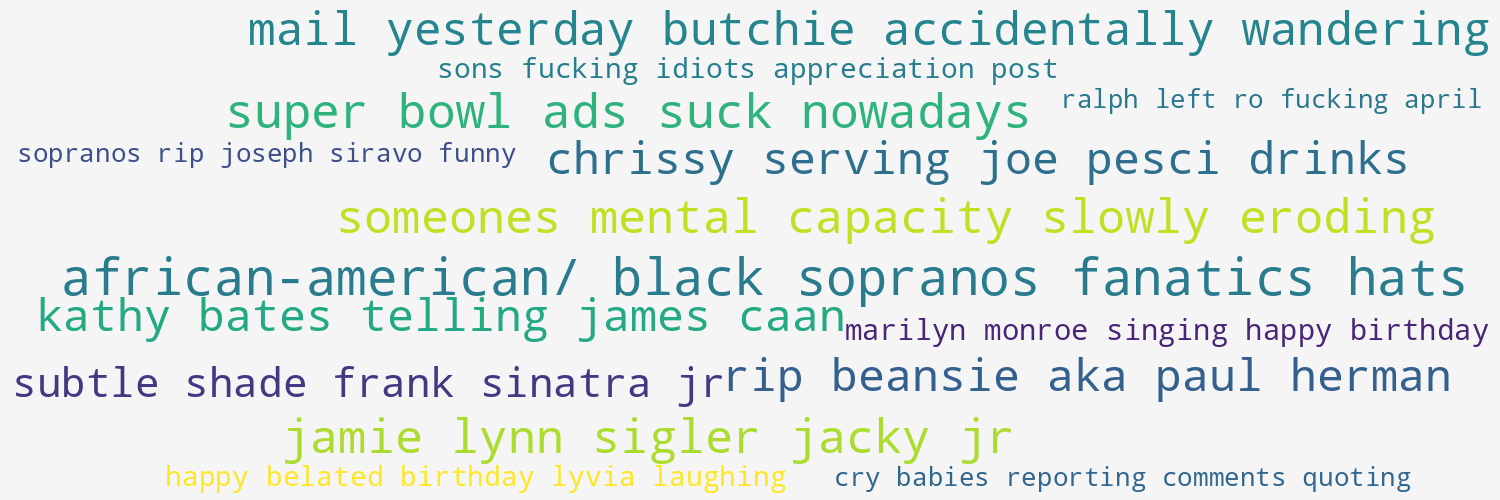 mail yesterday butchie accidentally wandering
sons fucking idiots appreciation post
super bowl ads suck nowadays
ralph left ro fucking april
sopranos rip joseph siravo funny
chrissy serving joe pesci drinks
someones mental capacity slowly eroding
african-american/ black sopranos fanatics hats
kathy bates telling james caan
marilyn monroe singing happy birthday
subtle shade frank sinatra jr
rip beansie aka paul herman
jamie lynn sigler jacky jr
happy belated birthday lyvia laughing
cry babies reporting comments quoting